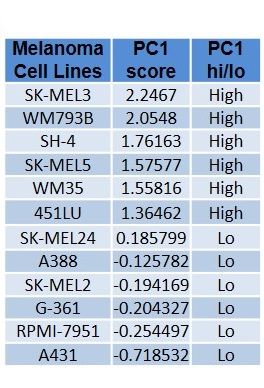 Melanoma Cell Lines PC1 score PC1 hi/lo
SK-MEL3 2.2467 High
WM793B 2.0548 High
SH-4 1.76163 High
SK-MEL5 1.57577 High
WM35 1.55816 High
451LU 1.36462 High
SK-MEL24 0.185799 Lo
A388 -0.125782 Lo
SK-MEL2 -0.194169 Lo
G-361 -0.204327 Lo
RPMI-7951 -0.254497 Lo
A431 -0.718532 Lo